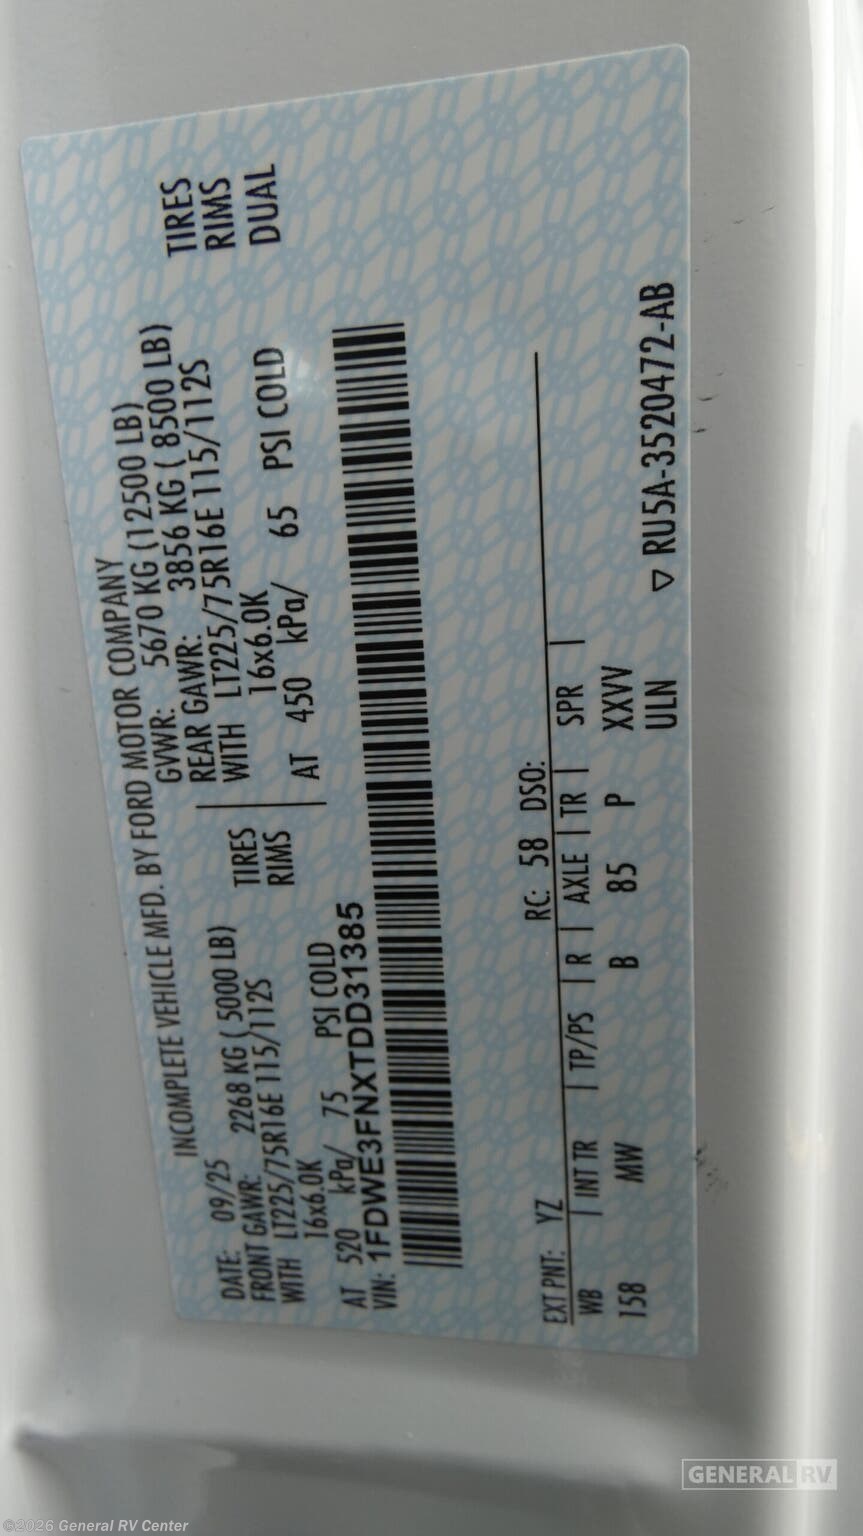 INCOMPLETE VEHICLE MFD. BY FORD MOTOR COMPANY
DATE: 09/25 GVWR: 5670 KG (12500 LB)
FRONT GAWR: 2268 KG ( 5000 LB) REAR GAWR: 3856 KG ( 8500 LB)
WITH LT225/75R16E 115/112S TIRES WITH LT225/75R16E 115/112S TIRES
16x6.0K RIMS 16x6.0K RIMS
AT 520 kPa/ 75 PSI COLD AT 450 kPa/ 65 PSI COLD DUAL
VIN: 1FDWE3FNXTDD31385
EXT PNT: YZ RC: 58 DSO:
WB | INT TR | TP/PS | R | AXLE | TR | SPR |
158 MW B 85 P XXVV
ULN ▽ RU5A-3520472-AB
GENERAL RV
©2026 General RV Center